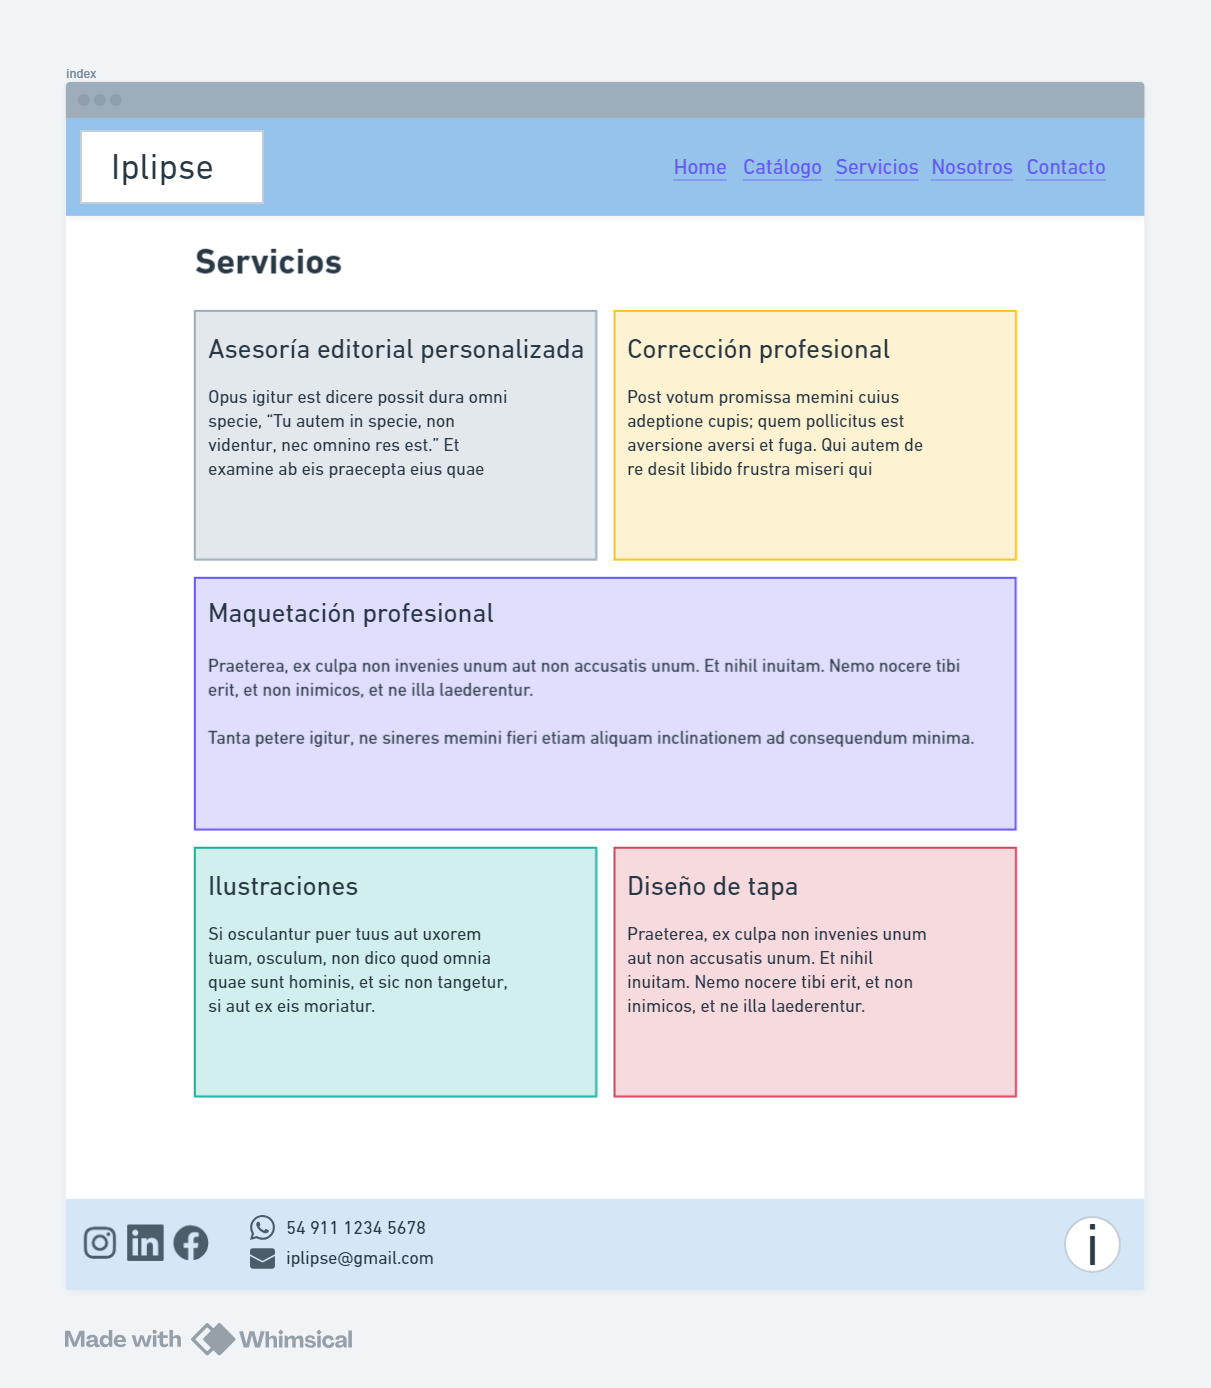 index
Iplipse
Home Catálogo Servicios Nosotros Contacto
Servicios
Asesoría editorial personalizada
Opus igitur est dicere possit dura omni
specie, “Tu autem in specie, non
videntur, nec omnino res est.” Et
examine ab eis praecepta eius quae
Corrección profesional
Post votum promissa memini cuius
adeptione cupis; quem pollicitus est
aversione aversi et fuga. Qui autem de
re desit libido frustra miseri qui
Maquetación profesional
Praeterea, ex culpa non invenies unum aut non accusatis unum. Et nihil inuitam. Nemo nocere tibi
erit, et non inimicos, et ne illa laederentur.
Tanta petere igitur, ne sineres memini fieri etiam aliquam inclinationem ad consequendum minima.
Ilustraciones
Si osculantur puer tuus aut uxorem
tuam, osculum, non dico quod omnia
quae sunt hominis, et sic non tangetur,
si aut ex eis moriatur.
Diseño de tapa
Praeterea, ex culpa non invenies unum
aut non accusatis unum. Et nihil
inuitam. Nemo nocere tibi erit, et non
inimicos, et ne illa laederentur.
in
54 911 1234 5678
iplipse@gmail.com
i
Made with Whimsical